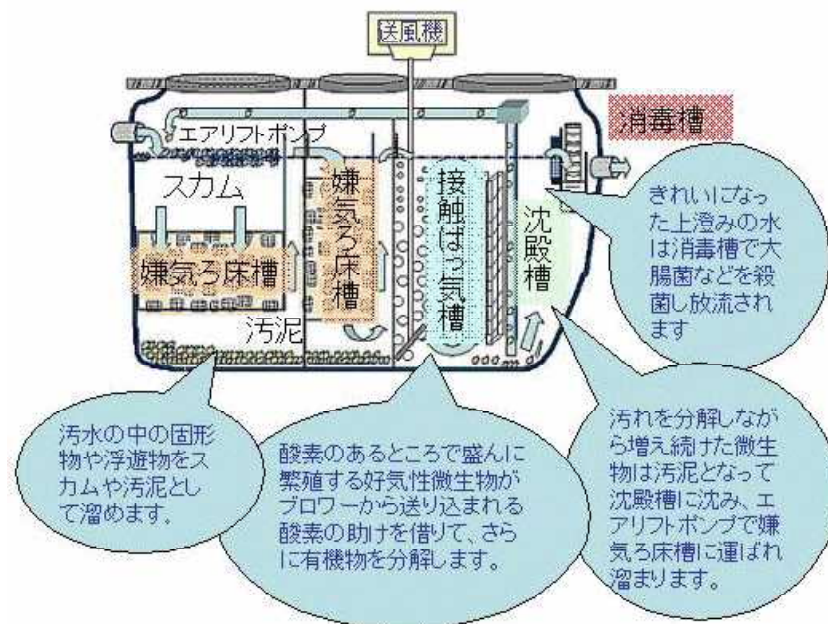 送風機
エアリフトポンプ
消毒槽
スカム
嫌気ろ床槽
嫌気ろ床槽
接触ばっ気槽
沈殿槽
汚泥
きれいになっ
た上澄みの水
は消毒槽で大
腸菌などを殺
菌し放流され
ます
汚水の中の固形
物や浮遊物をス
カムや汚泥とし
て溜めます。
酸素のあるところで盛んに
繁殖する好気性微生物が
ブロワーから送り込まれる
酸素の助けを借りて、さら
に有機物を分解します。
汚れを分解しなが
ら増え続けた微生
物は汚泥となって
沈殿槽に沈み、エ
アリフトポンプで嫌
気ろ床槽に運ばれ
溜まります。